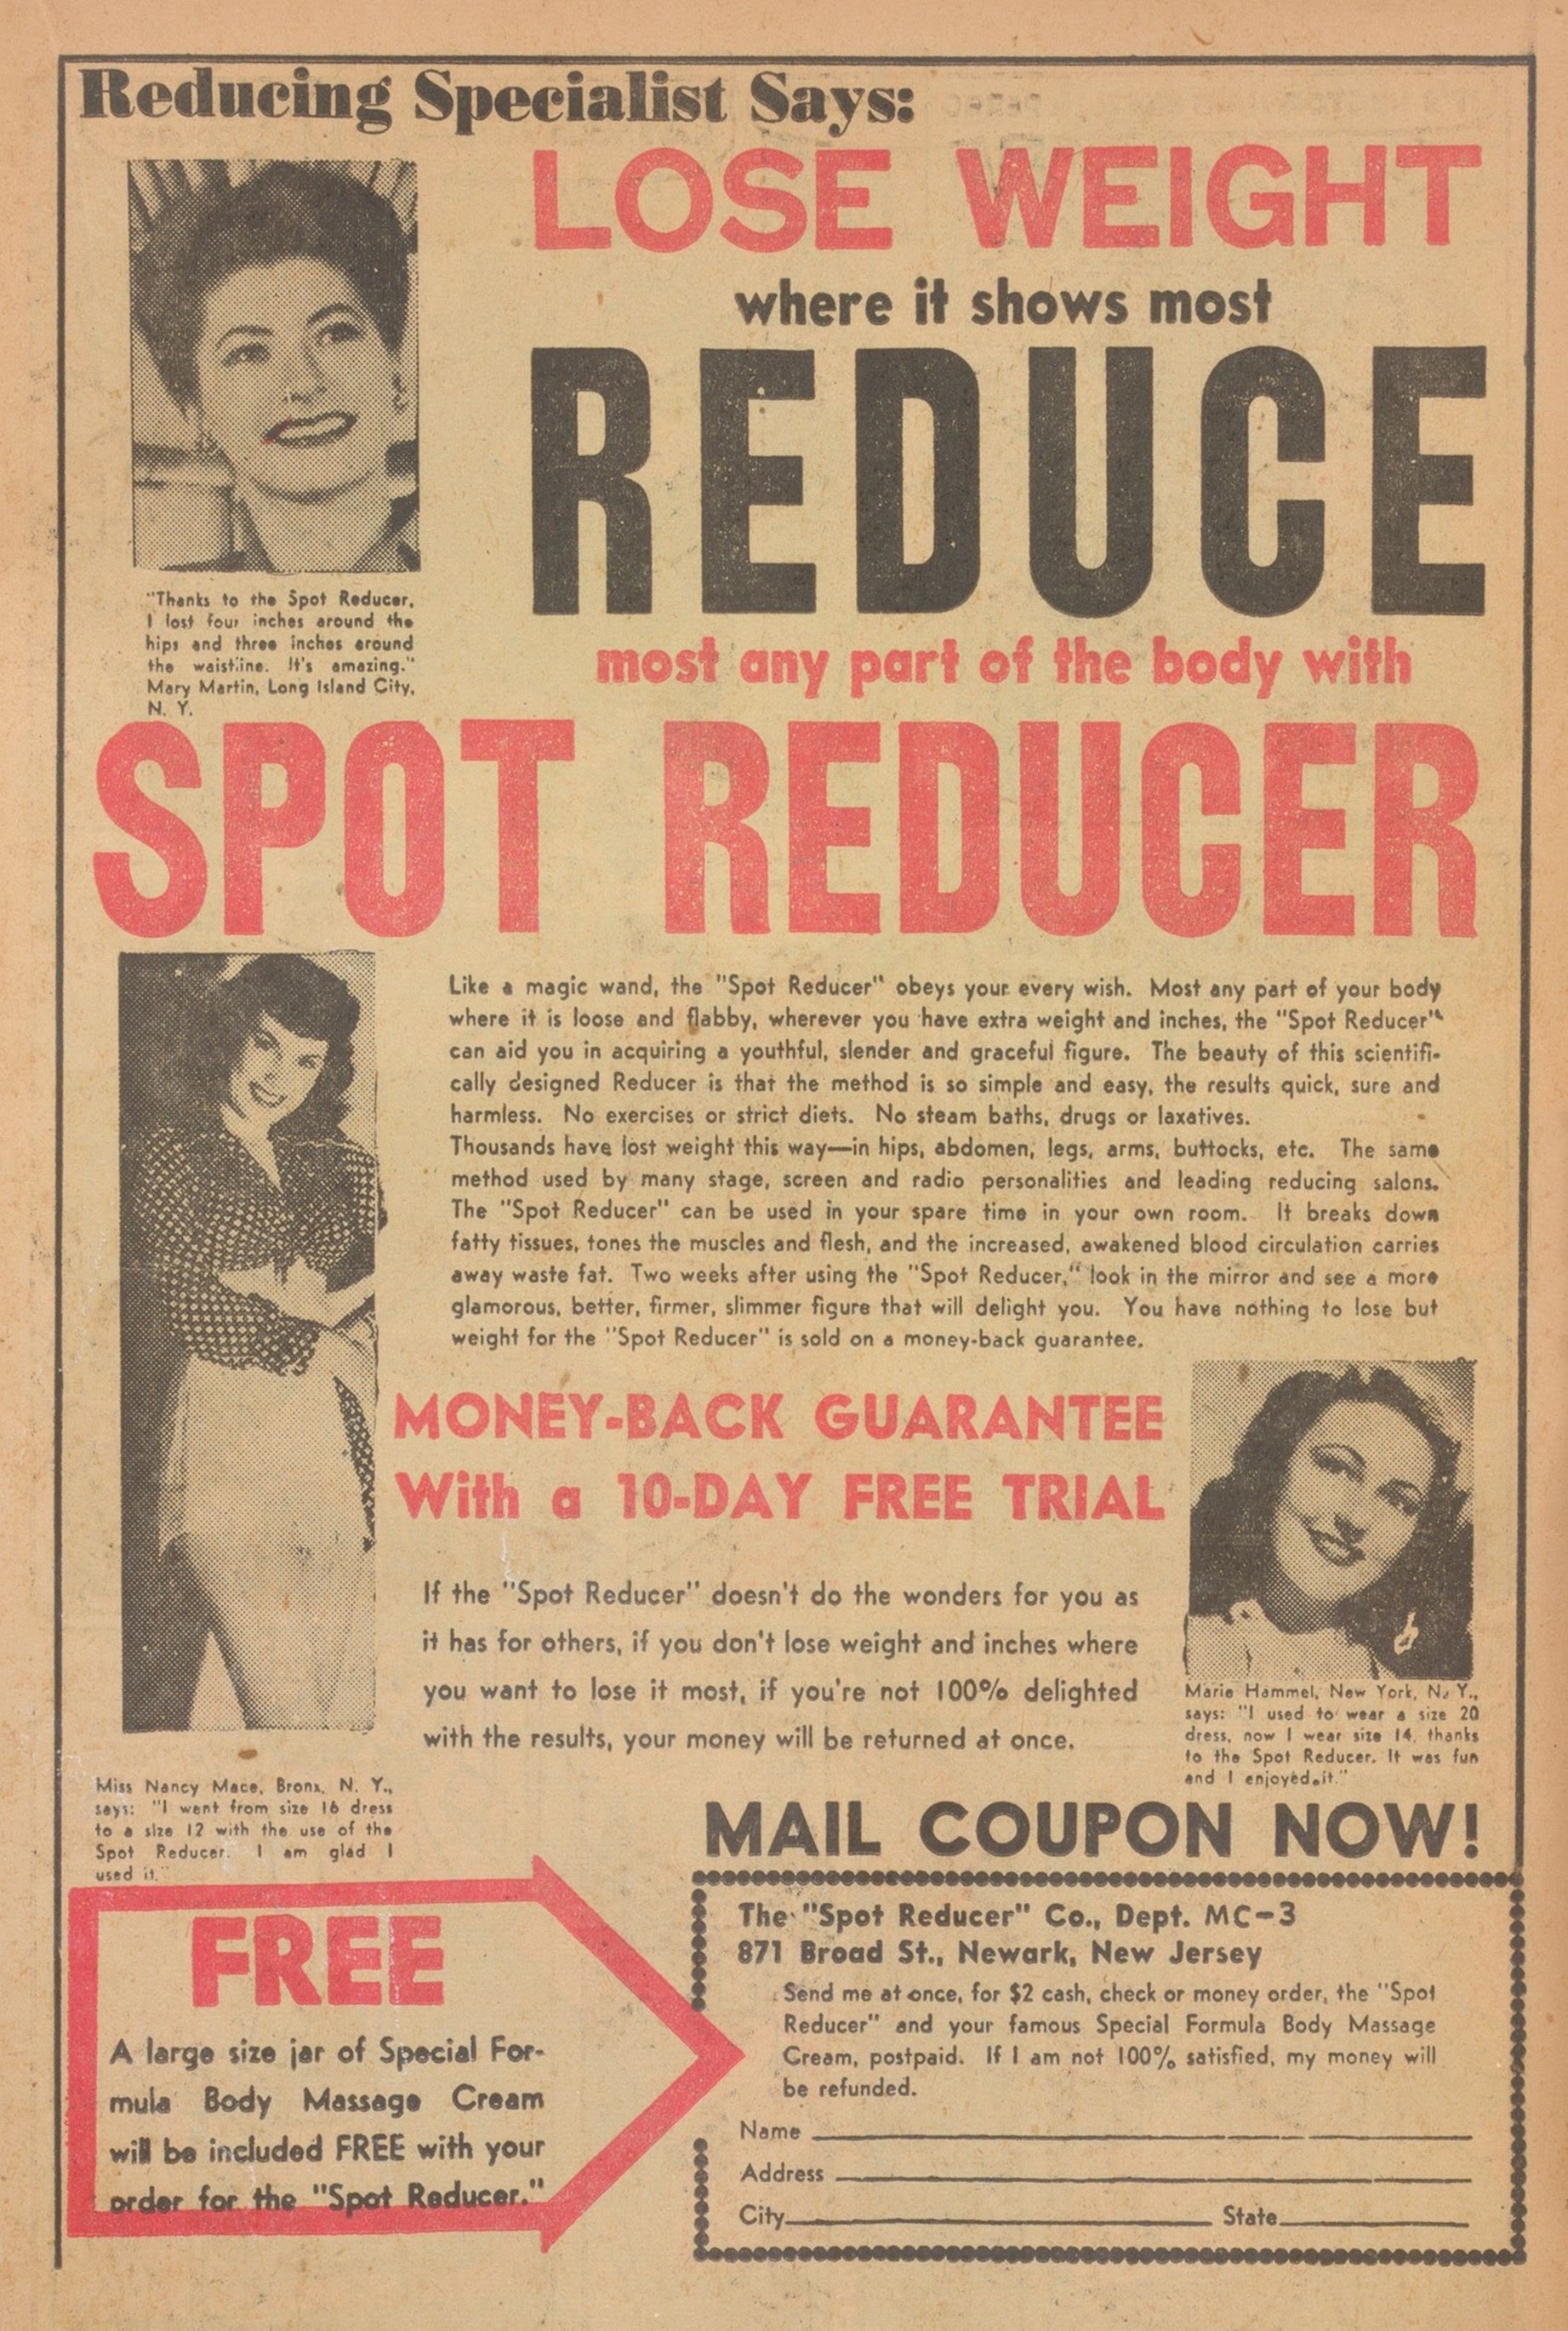 Reducing Specialist Says:
LOSE WEIGHT
where it shows most
REDUCE
most any part of the body with
SPOT REDUCER
"Thanks to the Spot Reducer,
I lost four inches around the
hips and three inches around
the waistline. It's amazing."
Mary Martin, Long Island City,
N. Y.
Like a magic wand, the "Spot Reducer" obeys your every wish. Most any part of your body
where it is loose and flabby, wherever you have extra weight and inches, the "Spot Reducer"
can aid you in acquiring a youthful, slender and graceful figure. The beauty of this scientifi-
cally designed Reducer is that the method is so simple and easy, the results quick, sure and
harmless. No exercises or strict diets. No steam baths, drugs or laxatives.
Thousands have lost weight this way—in hips, abdomen, legs, arms, buttocks, etc. The same
method used by many stage, screen and radio personalities and leading reducing salons.
The "Spot Reducer" can be used in your spare time in your own room. It breaks down
fatty tissues, tones the muscles and flesh, and the increased, awakened blood circulation carries
away waste fat. Two weeks after using the "Spot Reducer," look in the mirror and see a more
glamorous, better, firmer, slimmer figure that will delight you. You have nothing to lose but
weight for the "Spot Reducer" is sold on a money-back guarantee.
MONEY-BACK GUARANTEE
With a 10-DAY FREE TRIAL
If the "Spot Reducer" doesn't do the wonders for you as
it has for others, if you don't lose weight and inches where
you want to lose it most, if you're not 100% delighted
with the results, your money will be returned at once.
Marie Hammel, New York, N. Y.,
says: "I used to wear a size 20
dress, now I wear size 14, thanks
to the Spot Reducer. It was fun
and I enjoyed it."
Miss Nancy Mace, Bronx, N. Y.,
says: "I went from size 16 dress
to a size 12 with the use of the
Spot Reducer. I am glad I
used it."
MAIL COUPON NOW!
FREE
A large size jar of Special For-
mula Body Massage Cream
will be included FREE with your
order for the "Spot Reducer."
The "Spot Reducer" Co., Dept. MC-3
871 Broad St., Newark, New Jersey
Send me at once, for $2 cash, check or money order, the "Spot
Reducer" and your famous Special Formula Body Massage
Cream, postpaid. If I am not 100% satisfied, my money will
be refunded.
Name
Address
City State